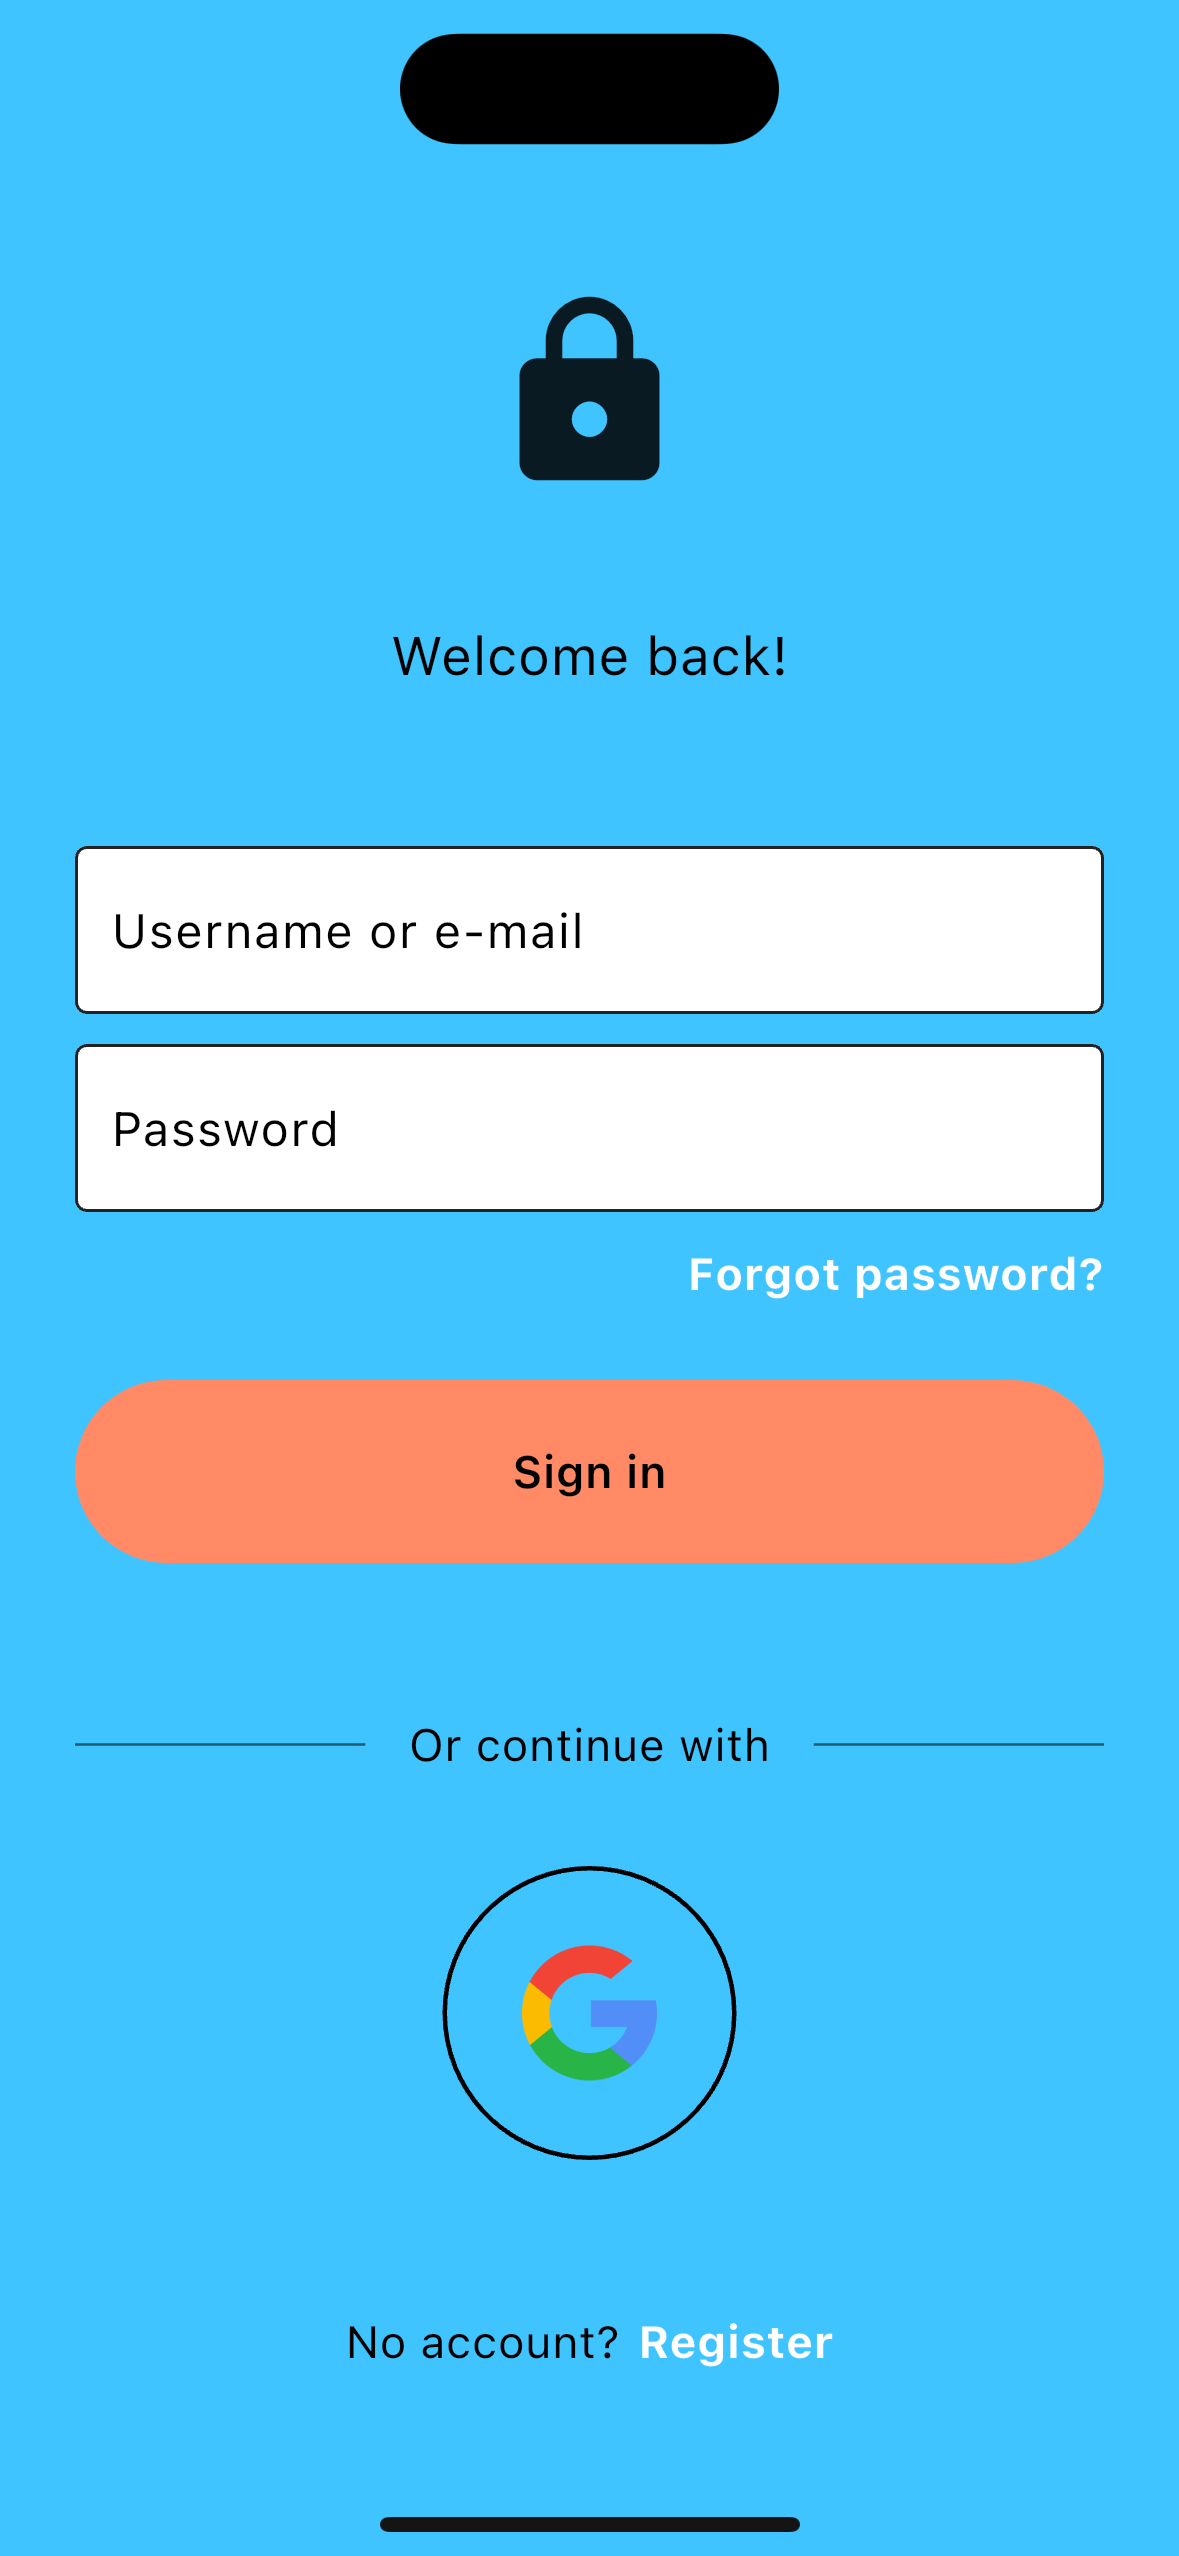 Welcome back!
Username or e-mail
Password
Forgot password?
Sign in
Or continue with
No account? Register